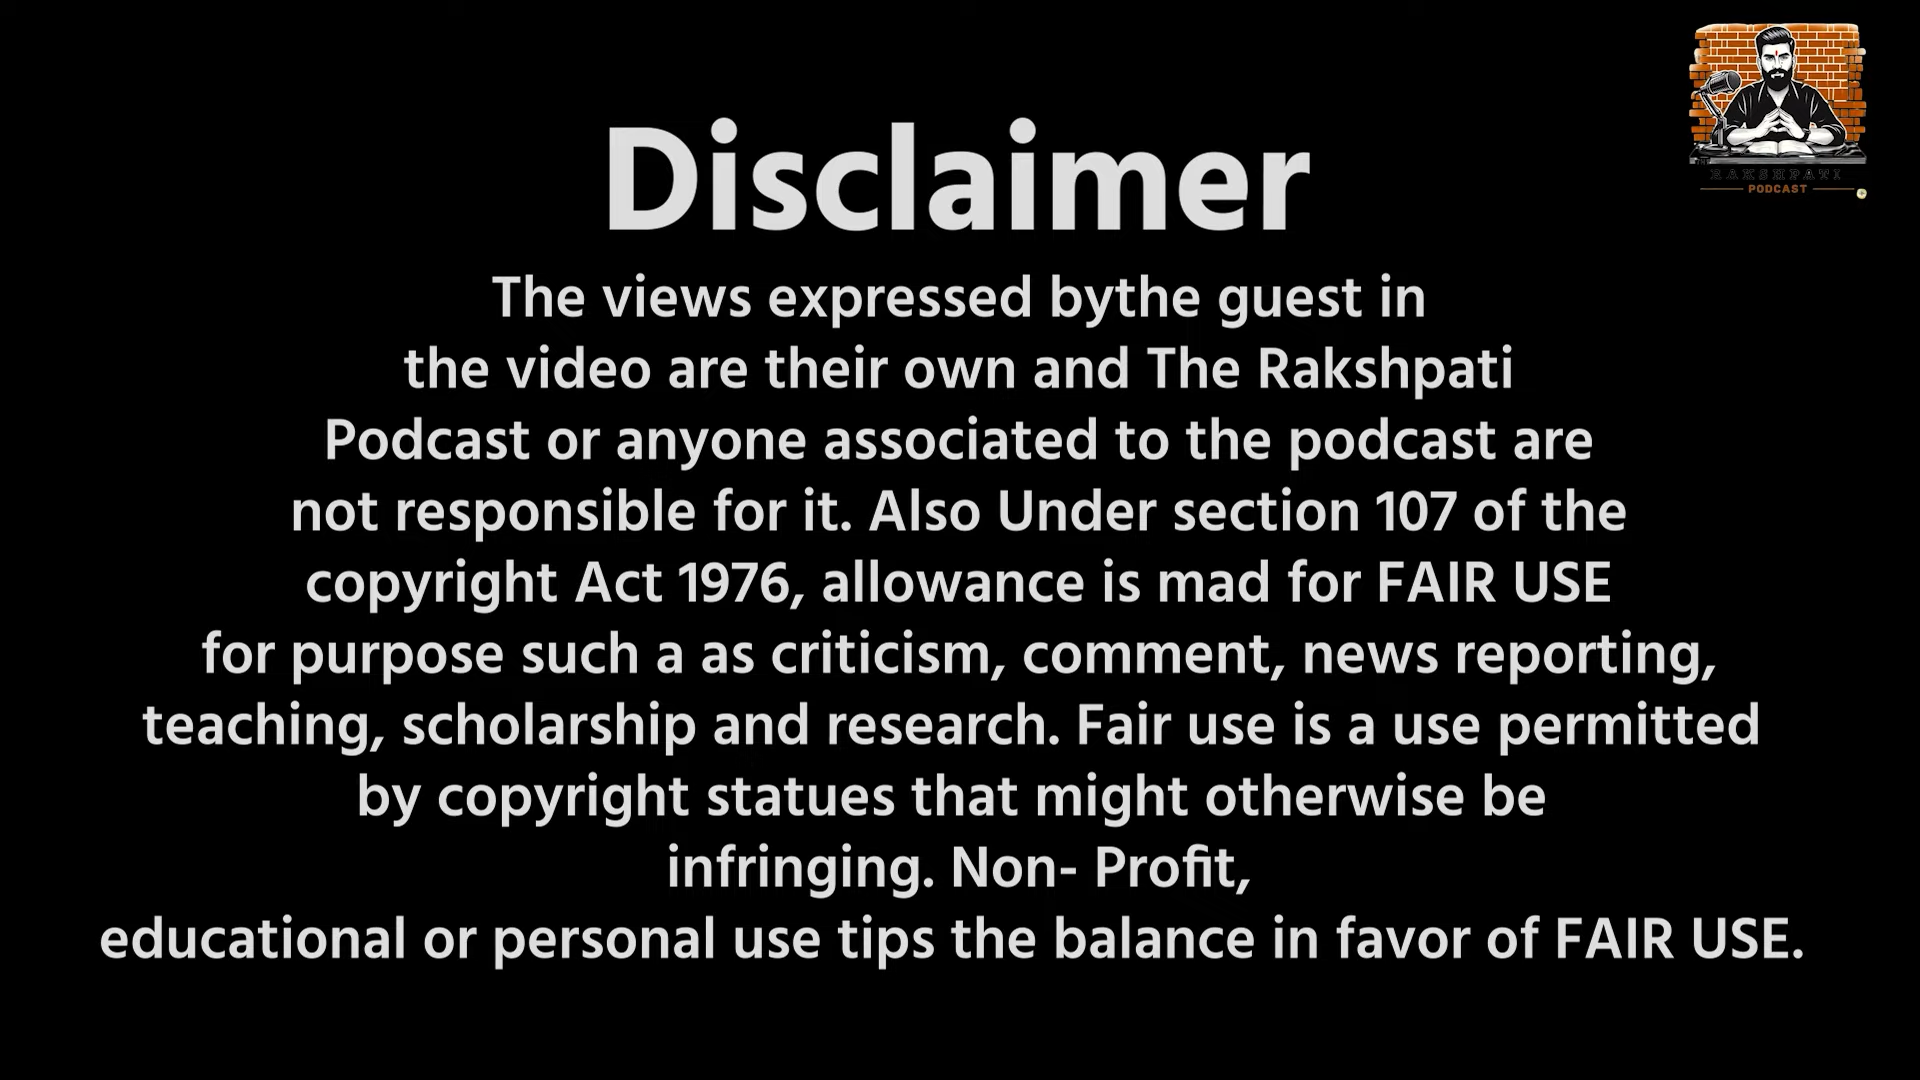 Disclaimer
The views expressed bythe guest in
the video are their own and The Rakshpati
Podcast or anyone associated to the podcast are
not responsible for it. Also Under section 107 of the
copyright Act 1976, allowance is mad for FAIR USE
for purpose such a as criticism, comment, news reporting,
teaching, scholarship and research. Fair use is a use permitted
by copyright statues that might otherwise be
infringing. Non- Profit,
educational or personal use tips the balance in favor of FAIR USE.
THE
RAKSHPATI
PODCAST